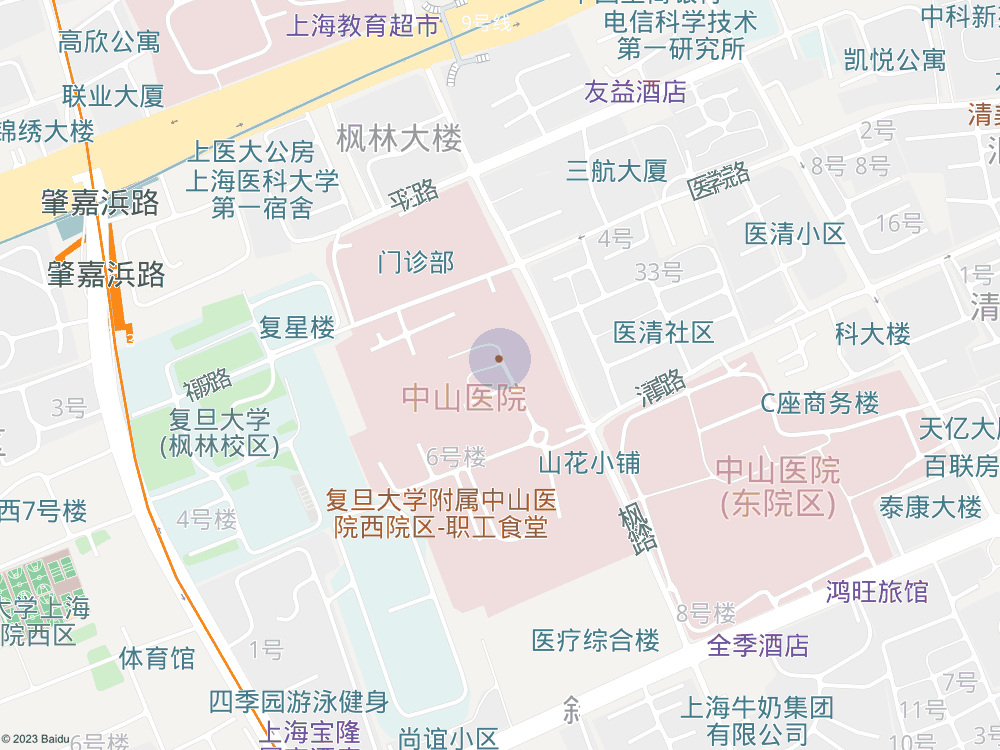 上海教育超市
9号线
电信科学技术
第一研究所
高欣公寓
凯悦公寓
联业大厦
友益酒店
锦绣大楼
枫林大楼
2号
上医大公房
上海医科大学
第一宿舍
三航大厦
8号
8号
医学院路
平江路
肇嘉浜路
16号
4号
医清小区
门诊部
33号
1号
肇嘉浜路
复星楼
医清社区
科大楼
清真路
中山医院
3号
C座商务楼
复旦大学
(枫林校区)
天亿大厦
6号楼
山花小铺
中山医院
(东院区)
百联房
复旦大学附属中山医
院西院区-职工食堂
西7号楼
4号楼
泰康大楼
枫林路
鸿旺旅馆
大学上海
院西区
8号楼
医疗综合楼
全季酒店
1号
体育馆
7号
四季园游泳健身
11号
上海牛奶集团
有限公司
斜
上海宝隆
尚谊小区
6号楼
10号
© 2023 Baidu